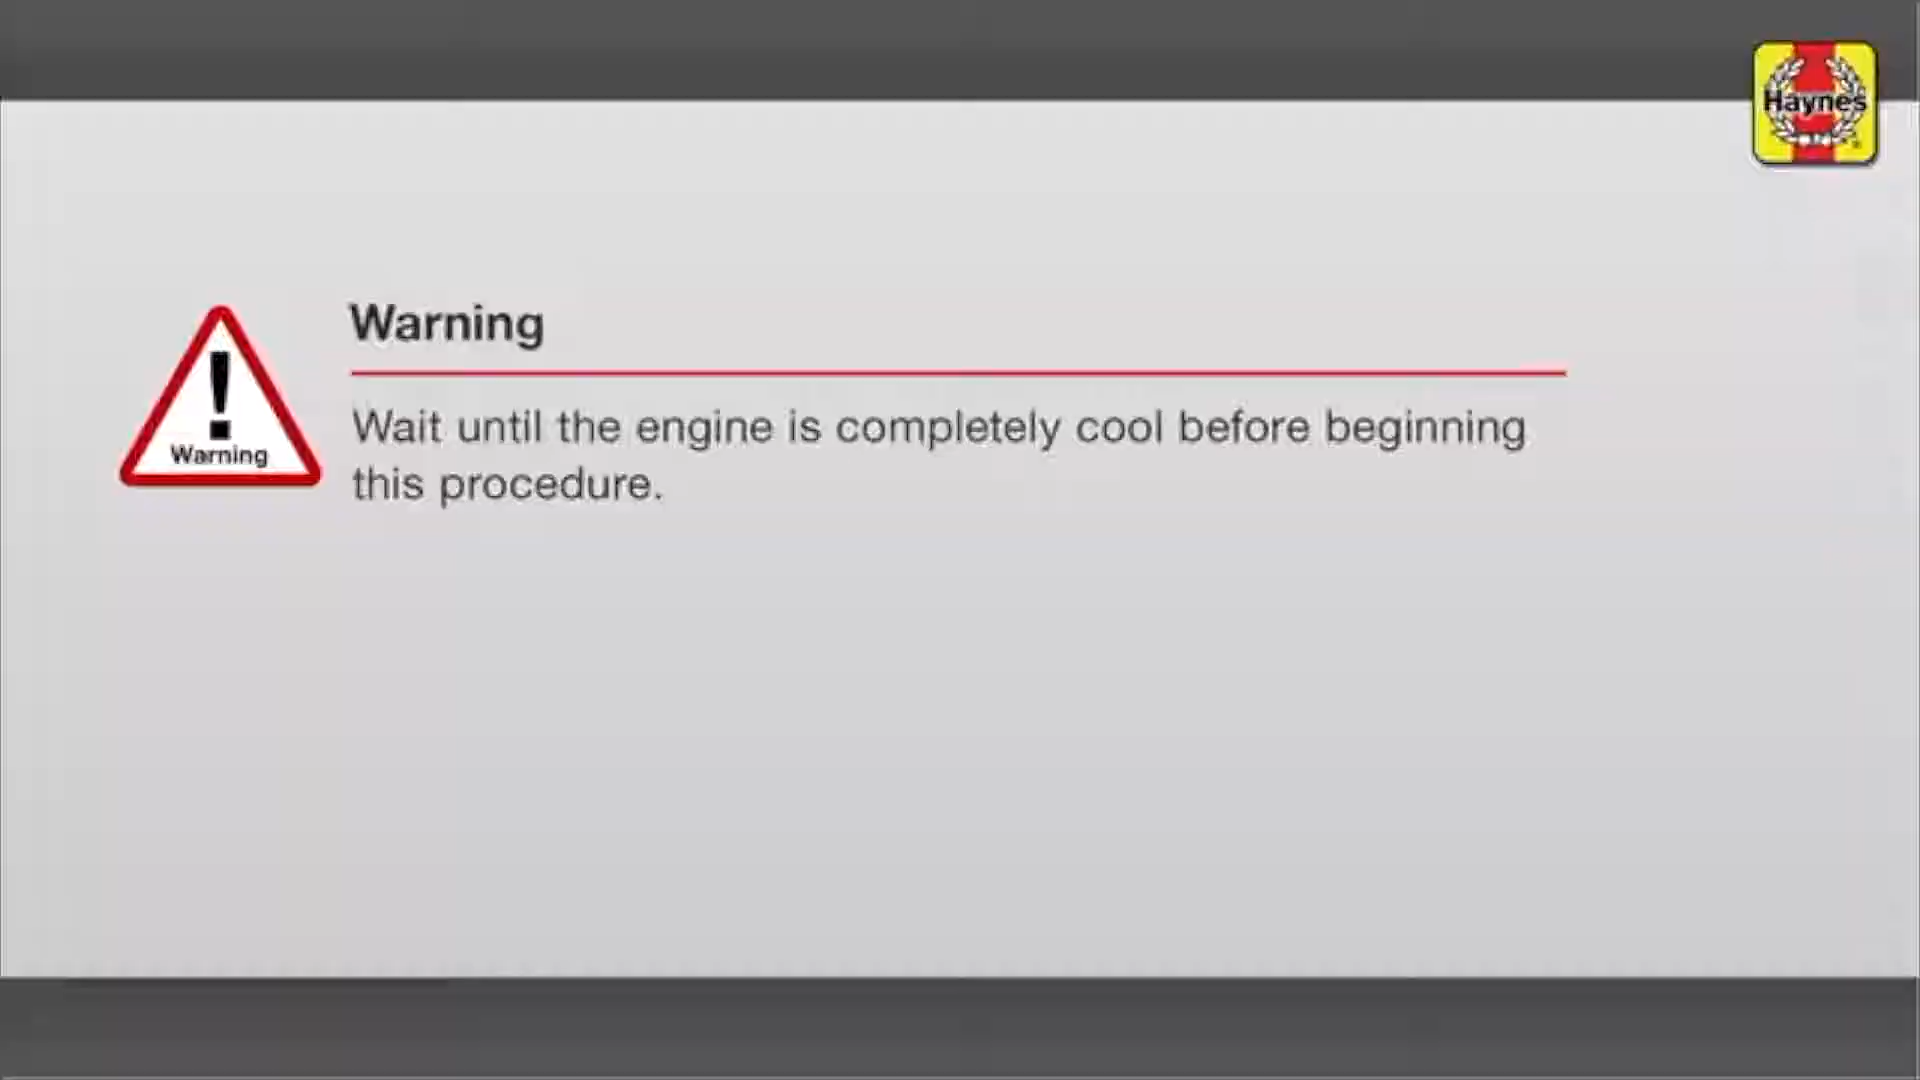 Haynes
Warning
Warning
Wait until the engine is completely cool before beginning
this procedure.